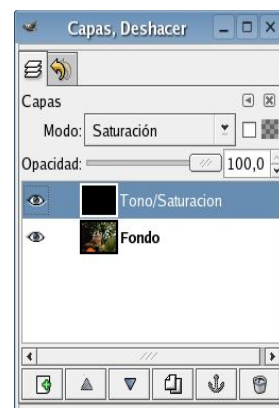 Capas, Deshacer
Capas
Modo: Saturación
Opacidad: 100,0
Tono/Saturacion
Fondo